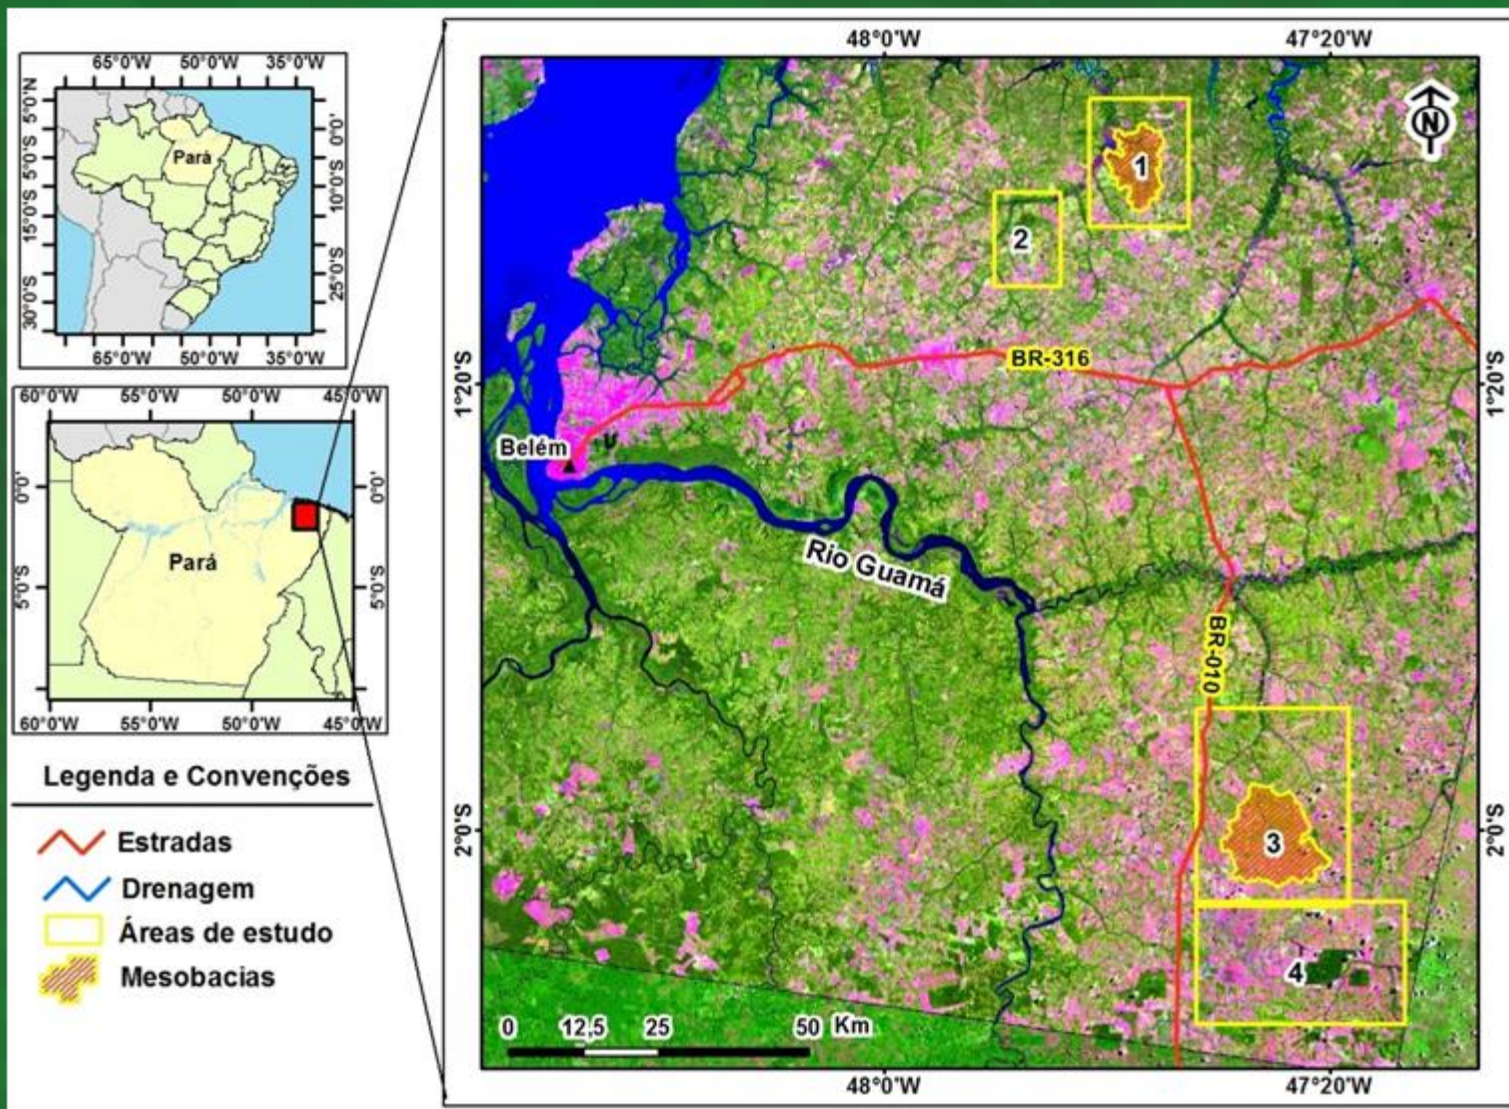 65°0'W 50°0'W 35°0'W
5°0'N
5°0'S
15°0'S
30°0'S
0°0'
10°0'S
25°0'S
Pará
65°0'W 50°0'W 35°0'W
60°0'W 55°0'W 50°0'W 45°0'W
0°0'
5°0'S
0°0'
5°0'S
Pará
60°0'W 55°0'W 50°0'W 45°0'W
Legenda e Convenções
Estradas
Drenagem
Áreas de estudo
Mesobacias
48°0'W 47°20'W
1°20'S
2°0'S
1°20'S
2°0'S
N
1
2
BR-316
Belém
Rio Guamá
BR-010
3
4
0 12,5 25 50 Km
48°0'W 47°20'W